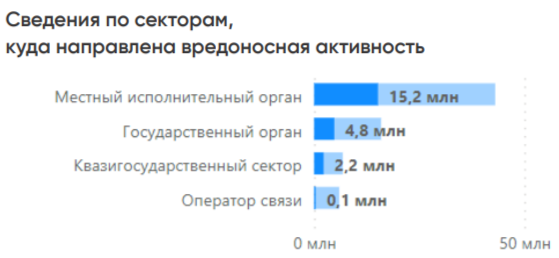 Сведения по секторам,
куда направлена вредоносная активность
Местный исполнительный орган 15,2 млн
Государственный орган 4,8 млн
Квазигосударственный сектор 2,2 млн
Оператор связи 0,1 млн
0 млн 50 млн